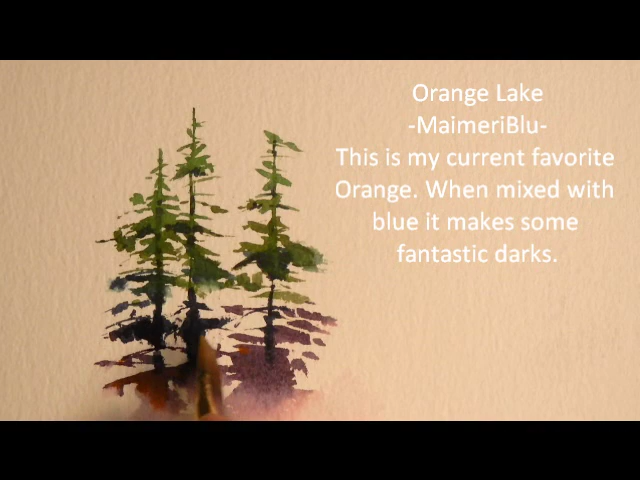 Orange Lake
-MaimeriBlu-
This is my current favorite
Orange. When mixed with
blue it makes some
fantastic darks.